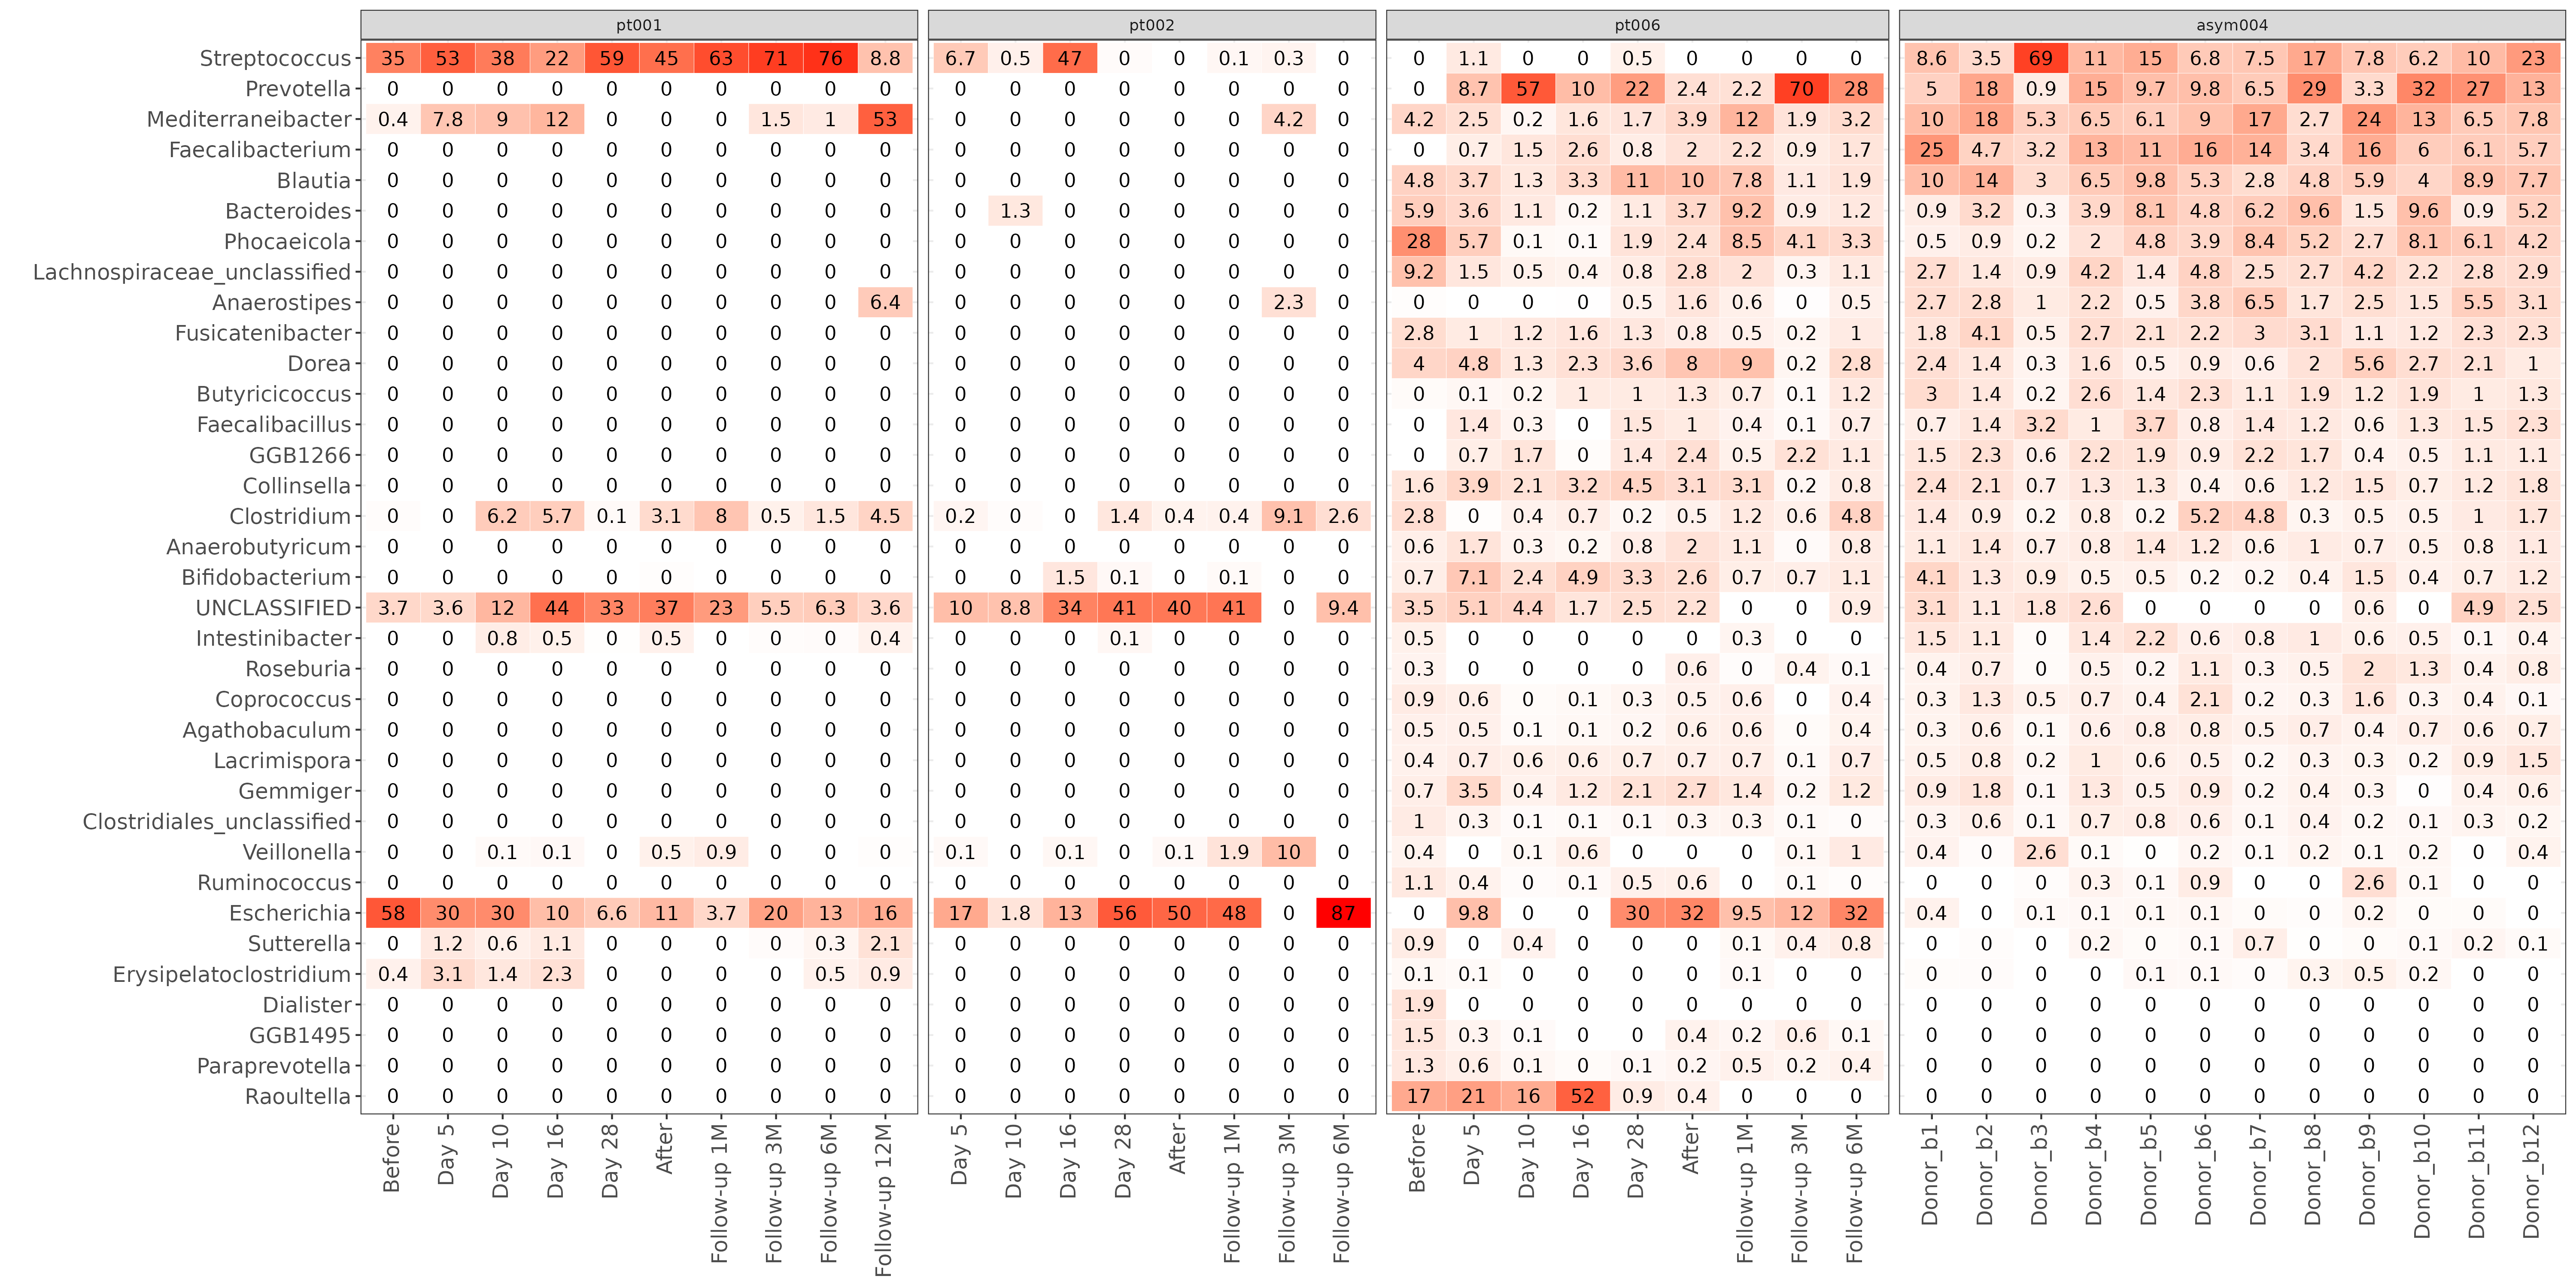 pt001 pt002 pt006 asym004
Streptococcus 35 53 38 22 59 45 63 71 76 8.8 6.7 0.5 47 0 0 0.1 0.3 0 0 1.1 0 0 0.5 0 0 0 0 8.6 3.5 69 11 15 6.8 7.5 17 7.8 6.2 10 23
Prevotella 0 0 0 0 0 0 0 0 0 0 0 0 0 0 0 0 0 0 0 8.7 57 10 22 2.4 2.2 70 28 5 18 0.9 15 9.7 9.8 6.5 29 3.3 32 27 13
Mediterraneibacter 0.4 7.8 9 12 0 0 0 1.5 1 53 0 0 0 0 0 0 4.2 0 4.2 2.5 0.2 1.6 1.7 3.9 12 1.9 3.2 10 18 5.3 6.5 6.1 9 17 2.7 24 13 6.5 7.8
Faecalibacterium 0 0 0 0 0 0 0 0 0 0 0 0 0 0 0 0 0 0 0 0.7 1.5 2.6 0.8 2 2.2 0.9 1.7 25 4.7 3.2 13 11 16 14 3.4 16 6 6.1 5.7
Blautia 0 0 0 0 0 0 0 0 0 0 0 0 0 0 0 0 0 0 4.8 3.7 1.3 3.3 11 10 7.8 1.1 1.9 10 14 3 6.5 9.8 5.3 2.8 4.8 5.9 4 8.9 7.7
Bacteroides 0 0 0 0 0 0 0 0 0 0 0 1.3 0 0 0 0 0 0 5.9 3.6 1.1 0.2 1.1 3.7 9.2 0.9 1.2 0.9 3.2 0.3 3.9 8.1 4.8 6.2 9.6 1.5 9.6 0.9 5.2
Phocaeicola 0 0 0 0 0 0 0 0 0 0 0 0 0 0 0 0 0 0 28 5.7 0.1 0.1 1.9 2.4 8.5 4.1 3.3 0.5 0.9 0.2 2 4.8 3.9 8.4 5.2 2.7 8.1 6.1 4.2
Lachnospiraceae_unclassified 0 0 0 0 0 0 0 0 0 0 0 0 0 0 0 0 0 0 9.2 1.5 0.5 0.4 0.8 2.8 2 0.3 1.1 2.7 1.4 0.9 4.2 1.4 4.8 2.5 2.7 4.2 2.2 2.8 2.9
Anaerostipes 0 0 0 0 0 0 0 0 0 6.4 0 0 0 0 0 0 2.3 0 0 0 0 0 0.5 1.6 0.6 0 0.5 2.7 2.8 1 2.2 0.5 3.8 6.5 1.7 2.5 1.5 5.5 3.1
Fusicatenibacter 0 0 0 0 0 0 0 0 0 0 0 0 0 0 0 0 0 0 2.8 1 1.2 1.6 1.3 0.8 0.5 0.2 1 1.8 4.1 0.5 2.7 2.1 2.2 3 3.1 1.1 1.2 2.3 2.3
Dorea 0 0 0 0 0 0 0 0 0 0 0 0 0 0 0 0 0 0 4 4.8 1.3 2.3 3.6 8 9 0.2 2.8 2.4 1.4 0.3 1.6 0.5 0.9 0.6 2 5.6 2.7 2.1 1
Butyricicoccus 0 0 0 0 0 0 0 0 0 0 0 0 0 0 0 0 0 0 0 0.1 0.2 1 1 1.3 0.7 0.1 1.2 3 1.4 0.2 2.6 1.4 2.3 1.1 1.9 1.2 1.9 1 1.3
Faecalibacillus 0 0 0 0 0 0 0 0 0 0 0 0 0 0 0 0 0 0 0 1.4 0.3 0 1.5 1 0.4 0.1 0.7 0.7 1.4 3.2 1 3.7 0.8 1.4 1.2 0.6 1.3 1.5 2.3
GGB1266 0 0 0 0 0 0 0 0 0 0 0 0 0 0 0 0 0 0 0 0.7 1.7 0 1.4 2.4 0.5 2.2 1.1 1.5 2.3 0.6 2.2 1.9 0.9 2.2 1.7 0.4 0.5 1.1 1.1
Collinsella 0 0 0 0 0 0 0 0 0 0 0 0 0 0 0 0 0 0 1.6 3.9 2.1 3.2 4.5 3.1 3.1 0.2 0.8 2.4 2.1 0.7 1.3 1.3 0.4 0.6 1.2 1.5 0.7 1.2 1.8
Clostridium 0 0 6.2 5.7 0.1 3.1 8 0.5 1.5 4.5 0.2 0 0 1.4 0.4 0.4 9.1 2.6 2.8 0 0.4 0.7 0.2 0.5 1.2 0.6 4.8 1.4 0.9 0.2 0.8 0.2 5.2 4.8 0.3 0.5 0.5 1 1.7
Anaerobutyricum 0 0 0 0 0 0 0 0 0 0 0 0 0 0 0 0 0 0 0.6 1.7 0.3 0.2 0.8 2 1.1 0 0.8 1.1 1.4 0.7 0.8 1.4 1.2 0.6 1 0.7 0.5 0.8 1.1
Bifidobacterium 0 0 0 0 0 0 0 0 0 0 0 0 1.5 0.1 0 0.1 0 0 0.7 7.1 2.4 4.9 3.3 2.6 0.7 0.7 1.1 4.1 1.3 0.9 0.5 0.5 0.2 0.2 0.4 1.5 0.4 0.7 1.2
UNCLASSIFIED 3.7 3.6 12 44 33 37 23 5.5 6.3 3.6 10 8.8 34 41 40 41 0 9.4 3.5 5.1 4.4 1.7 2.5 2.2 0 0 0.9 3.1 1.1 1.8 2.6 0 0 0 0 0.6 0 4.9 2.5
Intestinibacter 0 0 0.8 0.5 0 0.5 0 0 0 0.4 0 0 0 0.1 0 0 0 0 0.5 0 0 0 0 0 0.3 0 0 1.5 1.1 0 1.4 2.2 0.6 0.8 1 0.6 0.5 0.1 0.4
Roseburia 0 0 0 0 0 0 0 0 0 0 0 0 0 0 0 0 0 0 0.3 0 0 0 0 0.6 0 0.4 0.1 0.4 0.7 0 0.5 0.2 1.1 0.3 0.5 2 1.3 0.4 0.8
Coprococcus 0 0 0 0 0 0 0 0 0 0 0 0 0 0 0 0 0 0 0.9 0.6 0 0.1 0.3 0.5 0.6 0 0.4 0.3 1.3 0.5 0.7 0.4 2.1 0.2 0.3 1.6 0.3 0.4 0.1
Agathobaculum 0 0 0 0 0 0 0 0 0 0 0 0 0 0 0 0 0 0 0.5 0.5 0.1 0.1 0.2 0.6 0.6 0 0.4 0.3 0.6 0.1 0.6 0.8 0.8 0.5 0.7 0.4 0.7 0.6 0.7
Lacrimispora 0 0 0 0 0 0 0 0 0 0 0 0 0 0 0 0 0 0 0.4 0.7 0.6 0.6 0.7 0.7 0.7 0.1 0.7 0.5 0.8 0.2 1 0.6 0.5 0.2 0.3 0.3 0.2 0.9 1.5
Gemmiger 0 0 0 0 0 0 0 0 0 0 0 0 0 0 0 0 0 0 0.7 3.5 0.4 1.2 2.1 2.7 1.4 0.2 1.2 0.9 1.8 0.1 1.3 0.5 0.9 0.2 0.4 0.3 0 0.4 0.6
Clostridiales_unclassified 0 0 0 0 0 0 0 0 0 0 0 0 0 0 0 0 0 0 1 0.3 0.1 0.1 0.1 0.3 0.3 0.1 0 0.3 0.6 0.1 0.7 0.8 0.6 0.1 0.4 0.2 0.1 0.3 0.2
Veillonella 0 0 0.1 0.1 0 0.5 0.9 0 0 0 0.1 0 0.1 0 0.1 1.9 10 0 0.4 0 0.1 0.6 0 0 0 0.1 1 0.4 0 2.6 0.1 0 0.2 0.1 0.2 0.1 0.2 0 0.4
Ruminococcus 0 0 0 0 0 0 0 0 0 0 0 0 0 0 0 0 0 0 1.1 0.4 0 0.1 0.5 0.6 0 0.1 0 0 0 0 0.3 0.1 0.9 0 0 2.6 0.1 0 0
Escherichia 58 30 30 10 6.6 11 3.7 20 13 16 17 1.8 13 56 50 48 0 87 0 9.8 0 0 30 32 9.5 12 32 0.4 0 0.1 0.1 0.1 0.1 0 0 0.2 0 0 0
Sutterella 0 1.2 0.6 1.1 0 0 0 0 0.3 2.1 0 0 0 0 0 0 0 0 0.9 0 0.4 0 0 0 0.1 0.4 0.8 0 0 0 0.2 0 0.1 0.7 0 0 0.1 0.2 0.1
Erysipelatoclostridium 0.4 3.1 1.4 2.3 0 0 0 0 0.5 0.9 0 0 0 0 0 0 0 0 0.1 0.1 0 0 0 0 0.1 0 0 0 0 0 0 0.1 0.1 0 0.3 0.5 0.2 0 0
Dialister 0 0 0 0 0 0 0 0 0 0 0 0 0 0 0 0 0 0 1.9 0 0 0 0 0 0 0 0 0 0 0 0 0 0 0 0 0 0 0 0
GGB1495 0 0 0 0 0 0 0 0 0 0 0 0 0 0 0 0 0 0 1.5 0.3 0.1 0 0 0.4 0.2 0.6 0.1 0 0 0 0 0 0 0 0 0 0 0 0
Paraprevotella 0 0 0 0 0 0 0 0 0 0 0 0 0 0 0 0 0 0 1.3 0.6 0.1 0 0.1 0.2 0.5 0.2 0.4 0 0 0 0 0 0 0 0 0 0 0 0
Raoultella 0 0 0 0 0 0 0 0 0 0 0 0 0 0 0 0 0 0 17 21 16 52 0.9 0.4 0 0 0 0 0 0 0 0 0 0 0 0 0 0 0
Before Day 5 Day 10 Day 16 Day 28 After Follow-up 1M Follow-up 3M Follow-up 6M Follow-up 12M Day 5 Day 10 Day 16 Day 28 After Follow-up 1M Follow-up 3M Follow-up 6M Before Day 5 Day 10 Day 16 Day 28 After Follow-up 1M Follow-up 3M Follow-up 6M Donor_b1 Donor_b2 Donor_b3 Donor_b4 Donor_b5 Donor_b6 Donor_b7 Donor_b8 Donor_b9 Donor_b10 Donor_b11 Donor_b12